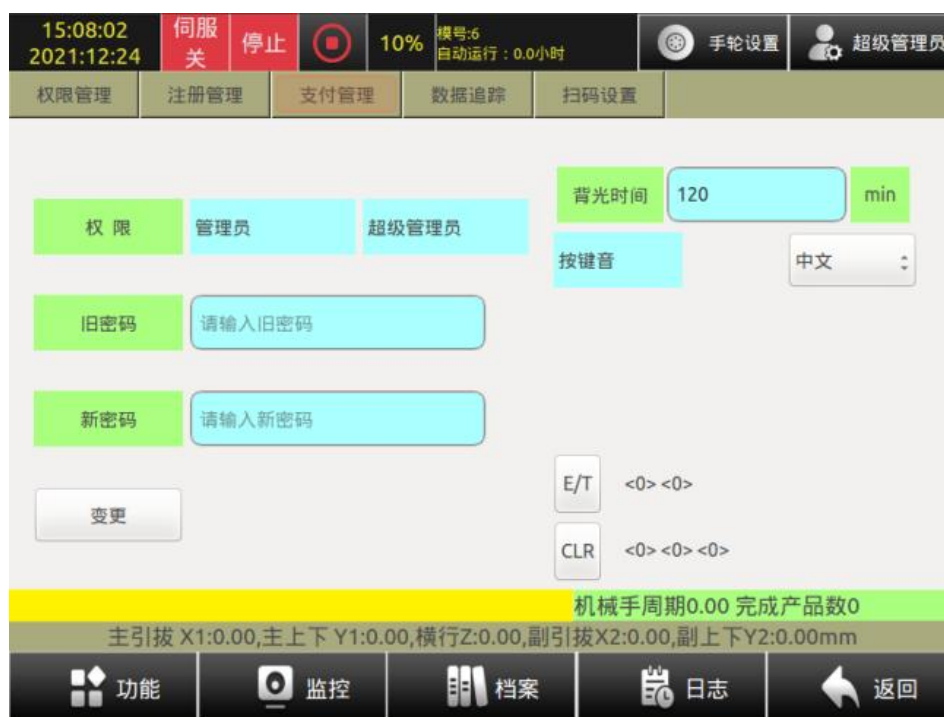 15:08:02
2021:12:24
伺服
关
停止
10%
模号:6
自动运行：0.0小时
手轮设置
超级管理员
权限管理
注册管理
支付管理
数据追踪
扫码设置
背光时间 120 min
权 限 管理员 超级管理员
按键音 中文
旧密码 请输入旧密码
新密码 请输入新密码
E/T <0> <0>
变更
CLR <0> <0> <0>
机械手周期0.00 完成产品数0
主引拔 X1:0.00,主上下 Y1:0.00,横行Z:0.00,副引拔X2:0.00,副上下Y2:0.00mm
功能
监控
档案
日志
返回